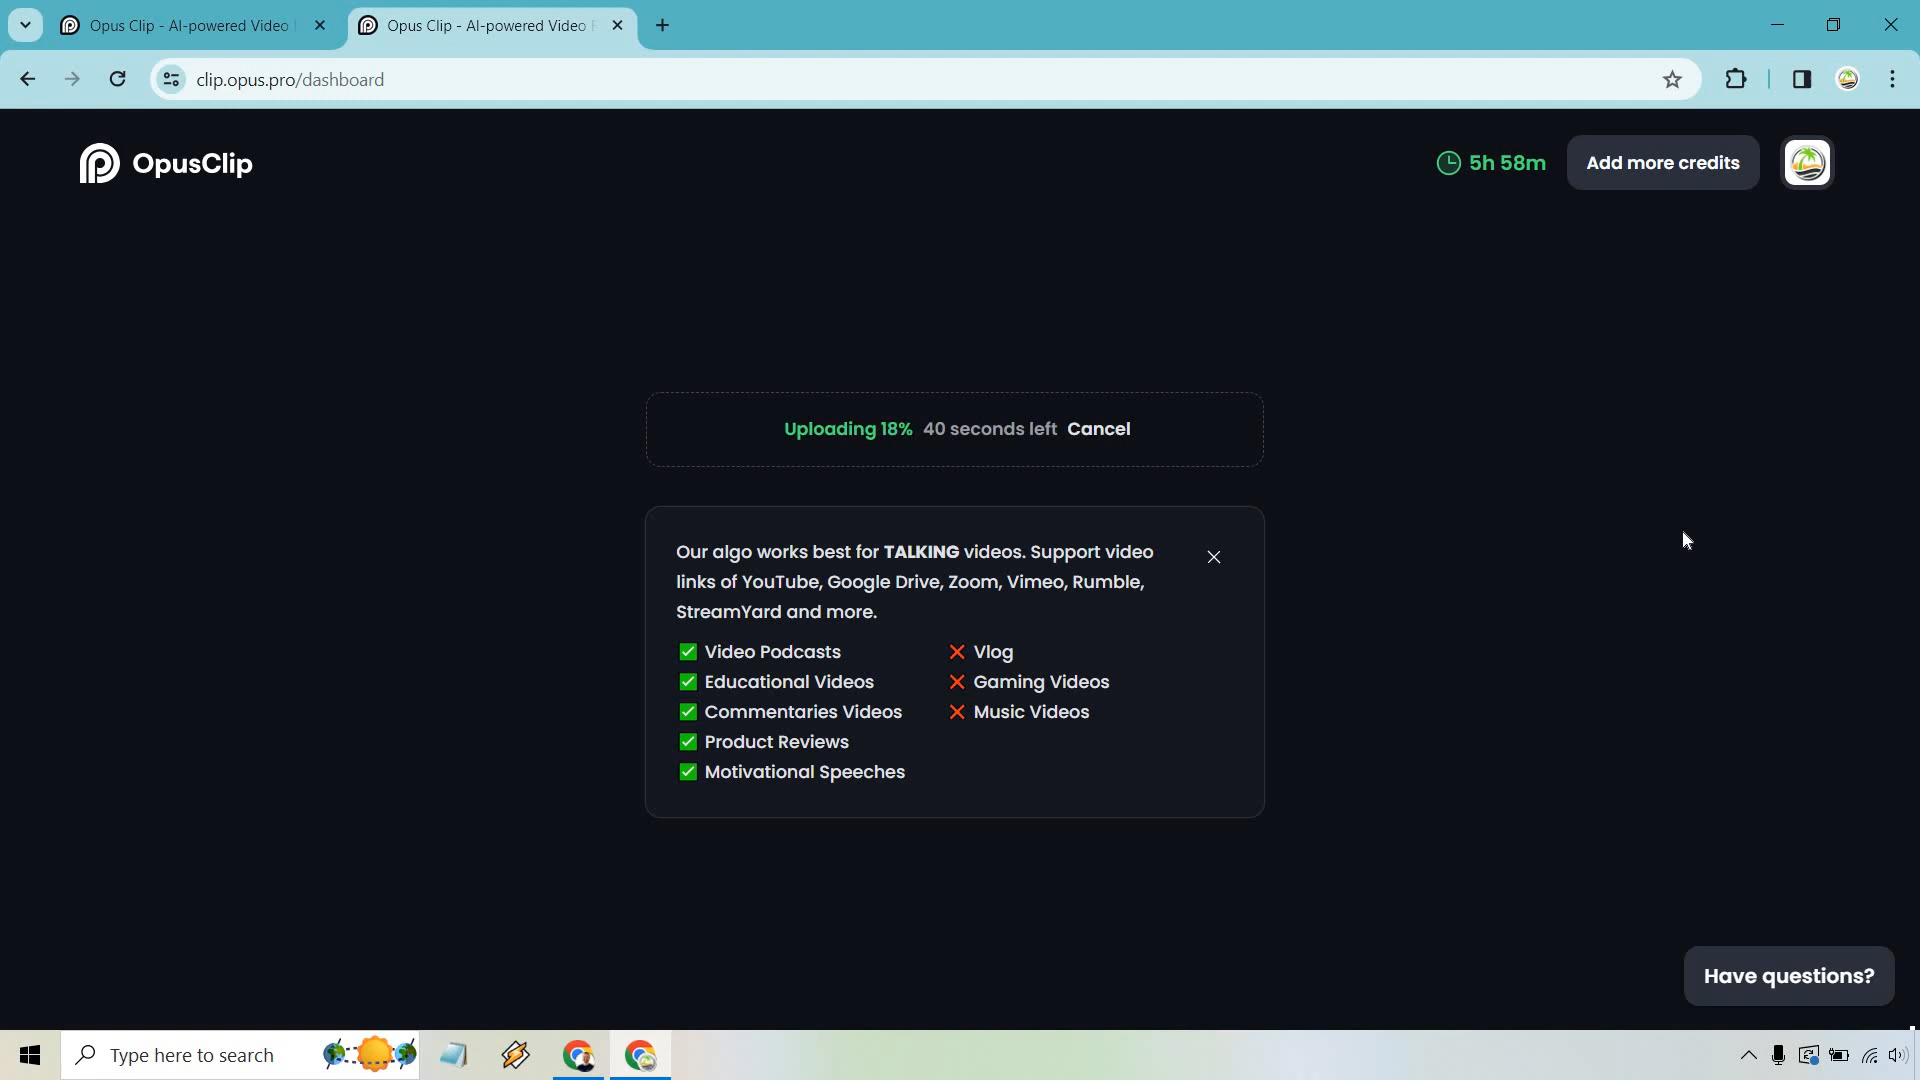 Opus Clip - AI-powered Video
Opus Clip - AI-powered Video
clip.opus.pro/dashboard
OpusClip
5h 58m
Add more credits
Uploading 18% 40 seconds left Cancel
Our algo works best for TALKING videos. Support video
links of YouTube, Google Drive, Zoom, Vimeo, Rumble,
StreamYard and more.
Video Podcasts
Educational Videos
Commentaries Videos
Product Reviews
Motivational Speeches
Vlog
Gaming Videos
Music Videos
Have questions?
Type here to search